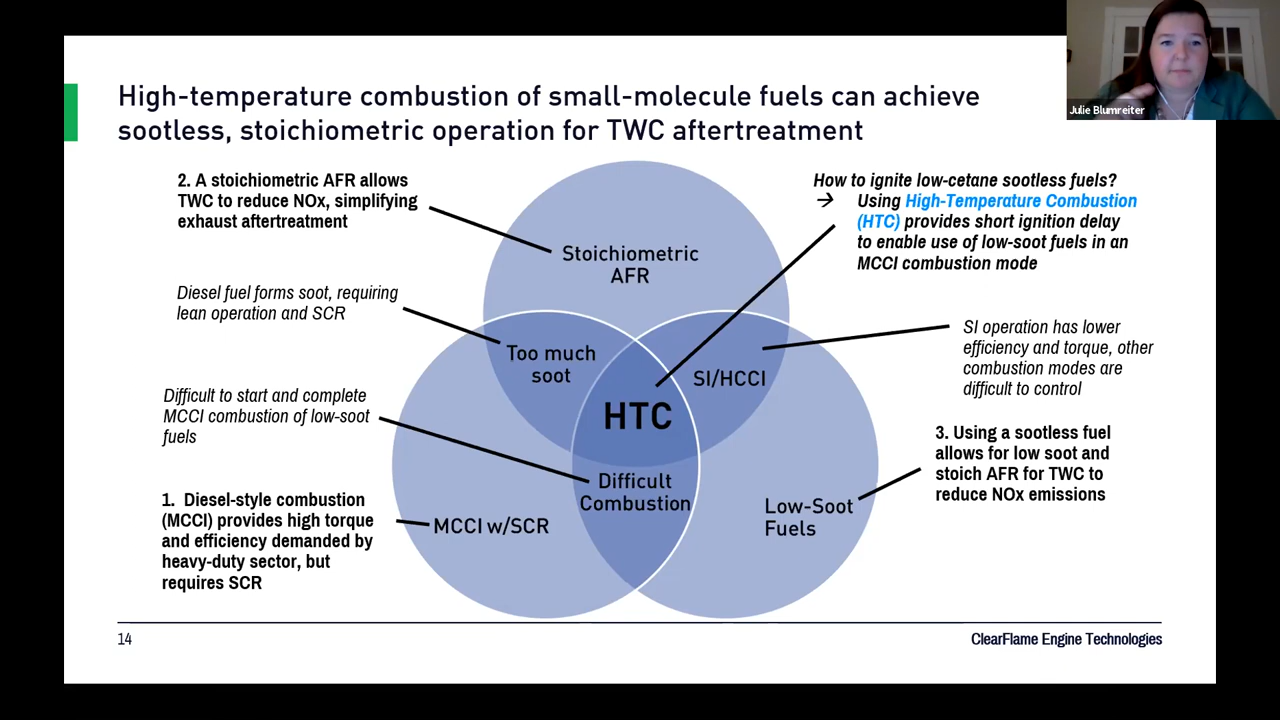 High-temperature combustion of small-molecule fuels can achieve
sootless, stoichiometric operation for TWC aftertreatment
Julie Blumreiter
2. A stoichiometric AFR allows
TWC to reduce NOx, simplifying
exhaust aftertreatment
How to ignite low-cetane sootless fuels?
→ Using High-Temperature Combustion
(HTC) provides short ignition delay
to enable use of low-soot fuels in an
MCCI combustion mode
Stoichiometric
AFR
Diesel fuel forms soot, requiring
lean operation and SCR
SI operation has lower
efficiency and torque, other
combustion modes are
difficult to control
Too much
soot
SI/HCCI
Difficult to start and complete
MCCI combustion of low-soot
fuels
HTC
3. Using a sootless fuel
allows for low soot and
stoich AFR for TWC to
reduce NOx emissions
Difficult
Combustion
1. Diesel-style combustion
(MCCI) provides high torque
and efficiency demanded by
heavy-duty sector, but
requires SCR
MCCI w/SCR
Low-Soot
Fuels
14
ClearFlame Engine Technologies